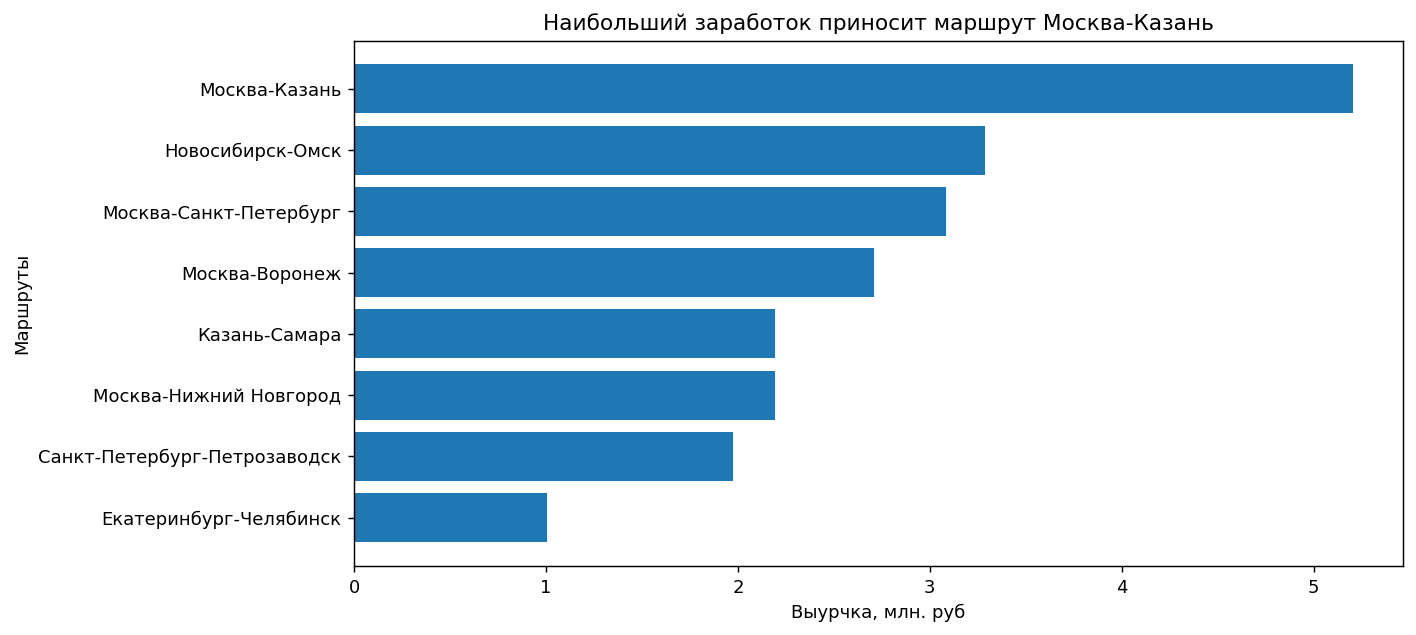 Наибольший заработок приносит маршрут Москва-Казань
Маршруты
Москва-Казань
Новосибирск-Омск
Москва-Санкт-Петербург
Москва-Воронеж
Казань-Самара
Москва-Нижний Новгород
Санкт-Петербург-Петрозаводск
Екатеринбург-Челябинск
0 1 2 3 4 5
Выурчка, млн. руб